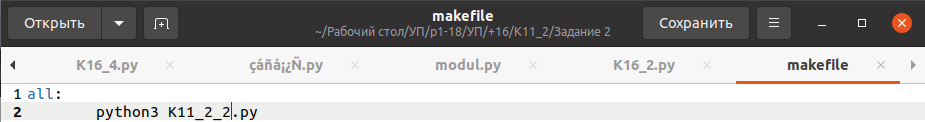 Открыть
makefile
~/Рабочий стол/УП/р1-18/УП/+16/K11_2/Задание 2
Сохранить
K16_4.py
çáñá¡¿Ñ.py
modul.py
K16_2.py
makefile
1 all:
2 python3 K11_2_2.py